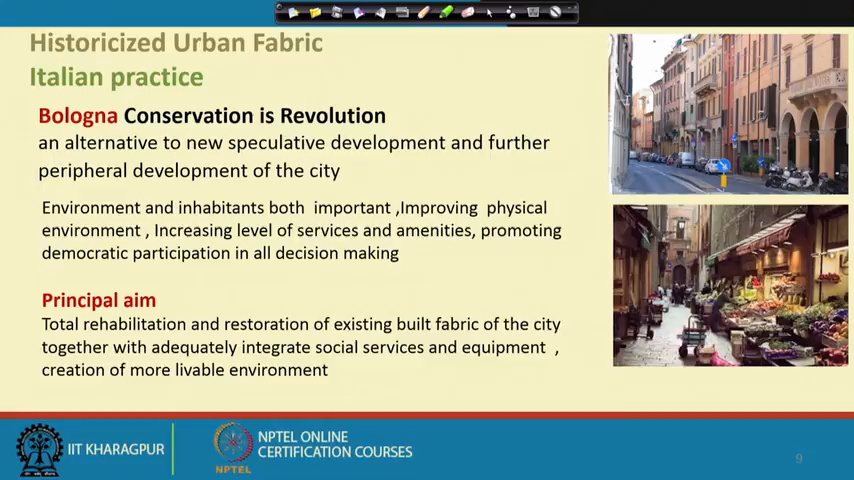 Historicized Urban Fabric
Italian practice
Bologna Conservation is Revolution
an alternative to new speculative development and further
peripheral development of the city
Environment and inhabitants both important ,Improving physical
environment , Increasing level of services and amenities, promoting
democratic participation in all decision making
Principal aim
Total rehabilitation and restoration of existing built fabric of the city
together with adequately integrate social services and equipment ,
creation of more livable environment
IIT KHARAGPUR
NPTEL
NPTEL ONLINE
CERTIFICATION COURSES
9